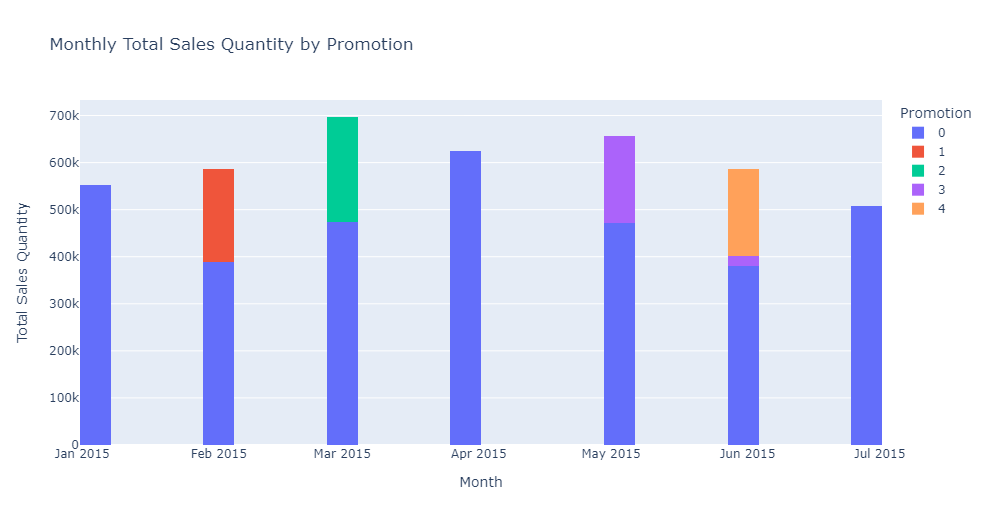 Monthly Total Sales Quantity by Promotion
Total Sales Quantity
700k
600k
500k
400k
300k
200k
100k
0
Jan 2015
Feb 2015
Mar 2015
Apr 2015
May 2015
Jun 2015
Jul 2015
Month
Promotion
0
1
2
3
4